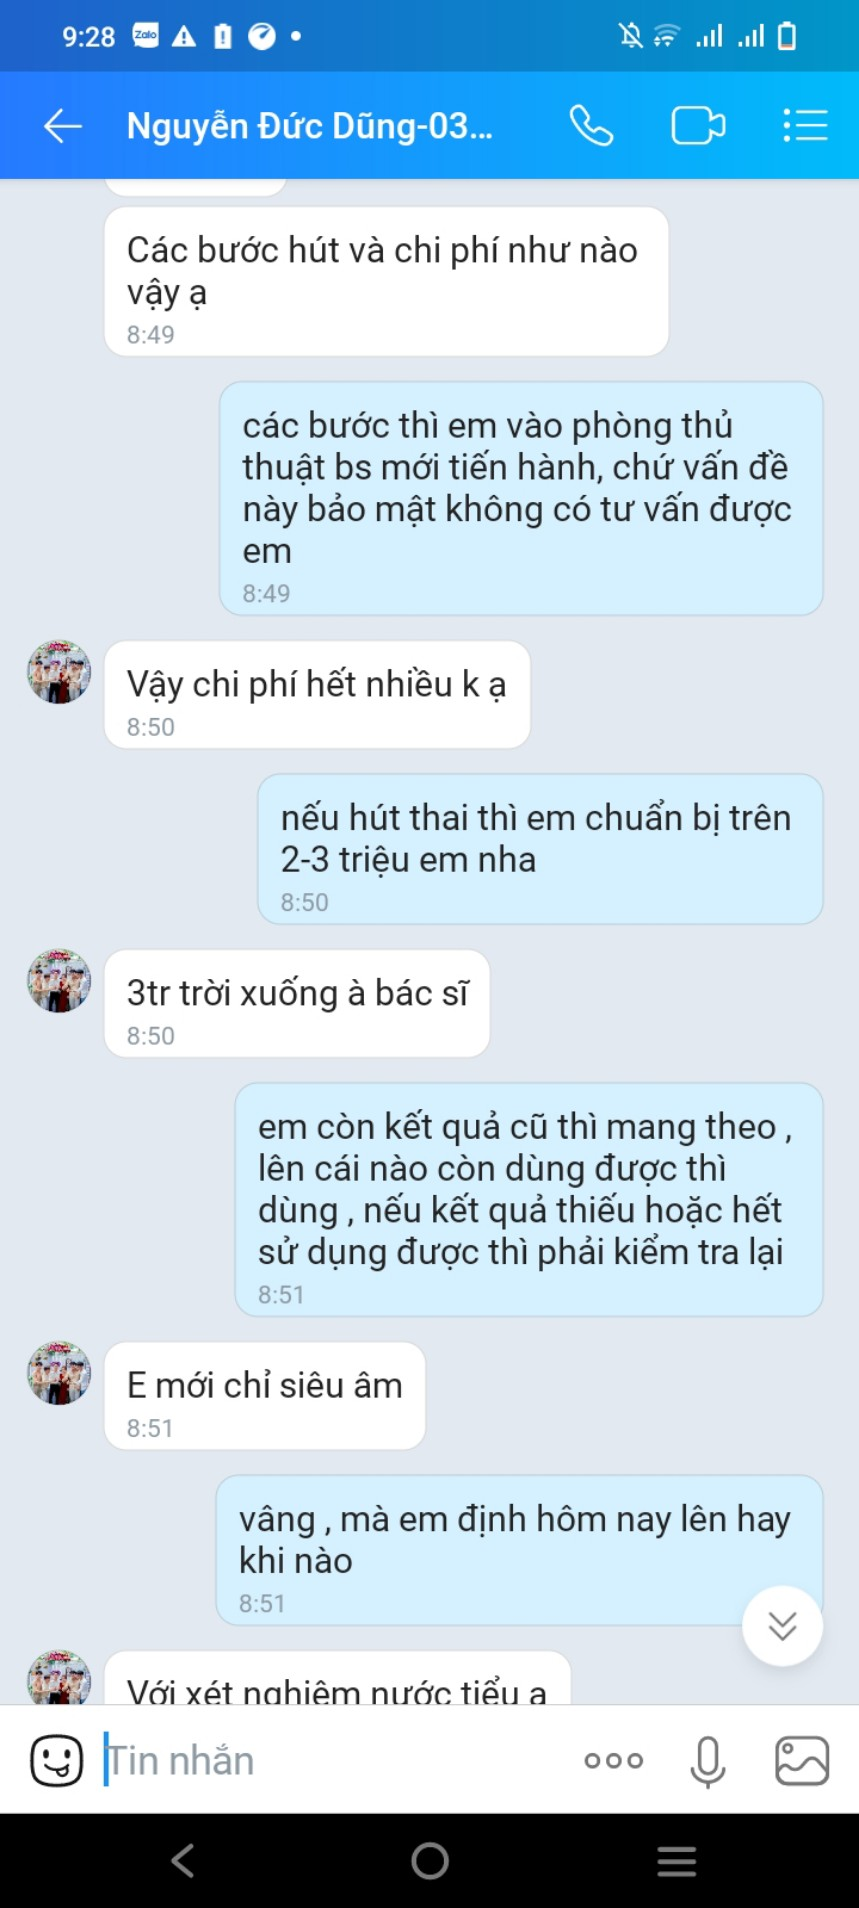 9:28
Zalo
Nguyễn Đức Dũng-03...
Các bước hút và chi phí như nào
vậy ạ
8:49
các bước thì em vào phòng thủ
thuật bs mới tiến hành, chứ vấn đề
này bảo mật không có tư vấn được
em
8:49
Vậy chi phí hết nhiều k ạ
8:50
nếu hút thai thì em chuẩn bị trên
2-3 triệu em nha
8:50
3tr trời xuống à bác sĩ
8:50
em còn kết quả cũ thì mang theo ,
lên cái nào còn dùng được thì
dùng , nếu kết quả thiếu hoặc hết
sử dụng được thì phải kiểm tra lại
8:51
E mới chỉ siêu âm
8:51
vâng , mà em định hôm nay lên hay
khi nào
8:51
Với xét nghiệm nước tiểu ạ
Tin nhắn